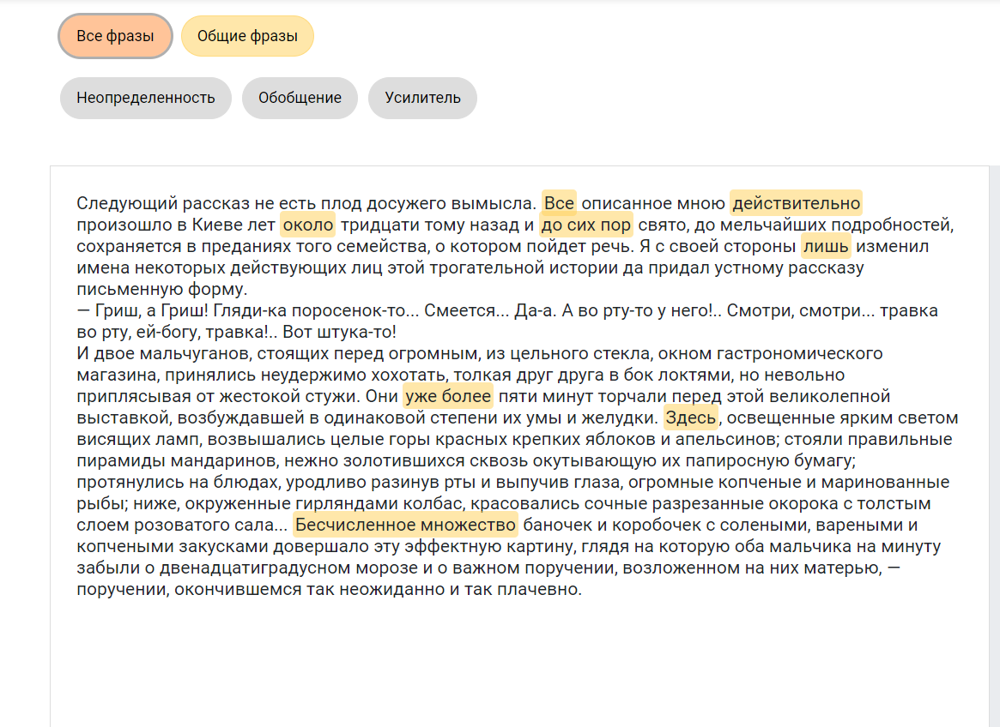 Все фразы Общие фразы
Неопределенность Обобщение Усилитель
Следующий рассказ не есть плод досужего вымысла. Все описанное мною действительно
произошло в Киеве лет около тридцати тому назад и до сих пор свято, до мельчайших подробностей,
сохраняется в преданиях того семейства, о котором пойдет речь. Я с своей стороны лишь изменил
имена некоторых действующих лиц этой трогательной истории да придал устному рассказу
письменную форму.
— Гриш, а Гриш! Гляди-ка поросенок-то... Смеется... Да-а. А во рту-то у него!.. Смотри, смотри... травка
во рту, ей-богу, травка!.. Вот штука-то!
И двое мальчуганов, стоящих перед огромным, из цельного стекла, окном гастрономического
магазина, принялись неудержимо хохотать, толкая друг друга в бок локтями, но невольно
приплясывая от жестокой стужи. Они уже более пяти минут торчали перед этой великолепной
выставкой, возбуждавшей в одинаковой степени их умы и желудки. Здесь, освещенные ярким светом
висящих ламп, возвышались целые горы красных крепких яблоков и апельсинов; стояли правильные
пирамиды мандаринов, нежно золотившихся сквозь окутывающую их папиросную бумагу;
протянулись на блюдах, уродливо разинув рты и выпучив глаза, огромные копченые и маринованные
рыбы; ниже, окруженные гирляндами колбас, красовались сочные разрезанные окорока с толстым
слоем розоватого сала... Бесчисленное множество баночек и коробочек с солеными, вареными и
копчеными закусками довершало эту эффектную картину, глядя на которую оба мальчика на минуту
забыли о двенадцатиградусном морозе и о важном поручении, возложенном на них матерью, —
поручении, окончившемся так неожиданно и так плачевно.